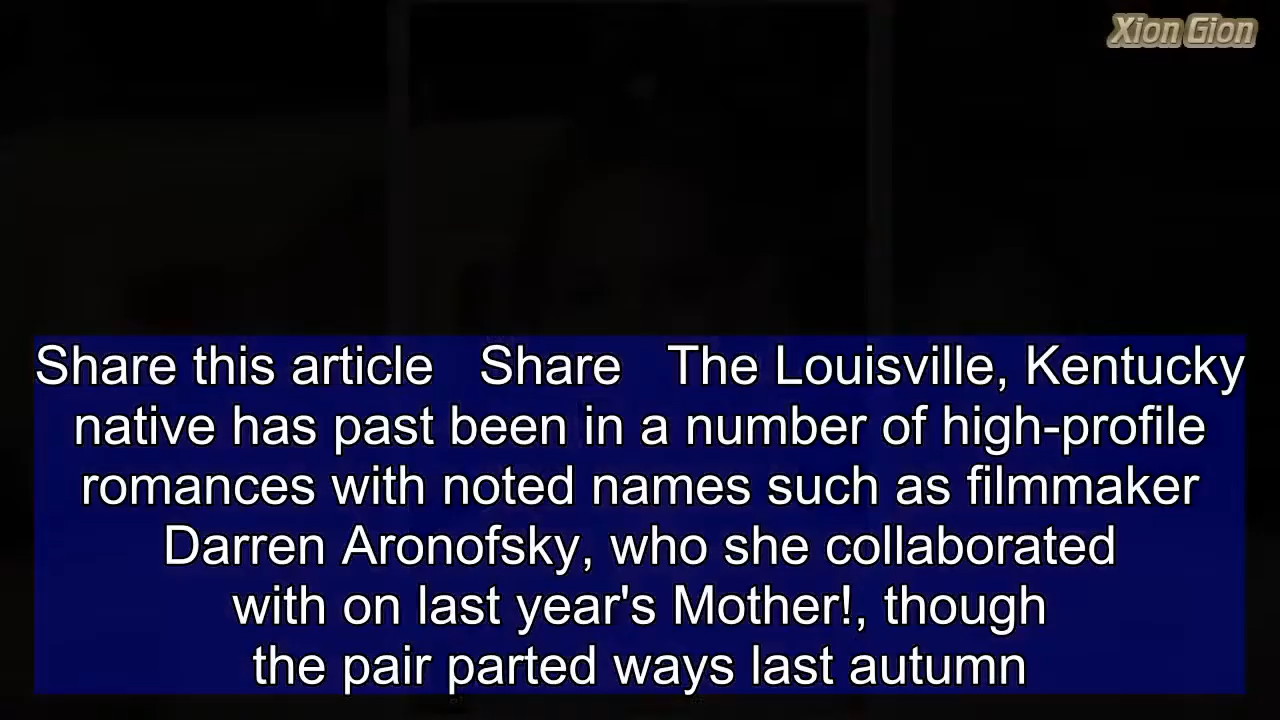 Xion Gion
Share this article   Share   The Louisville, Kentucky
native has past been in a number of high-profile
romances with noted names such as filmmaker
Darren Aronofsky, who she collaborated
with on last year's Mother!, though
the pair parted ways last autumn